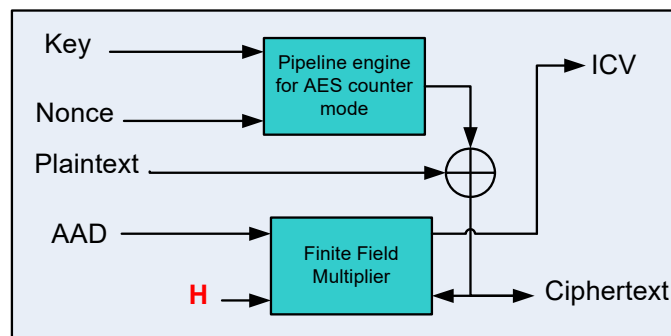 Key
Pipeline engine
for AES counter
mode
ICV
Nonce
Plaintext
AAD
Finite Field
Multiplier
H
Ciphertext